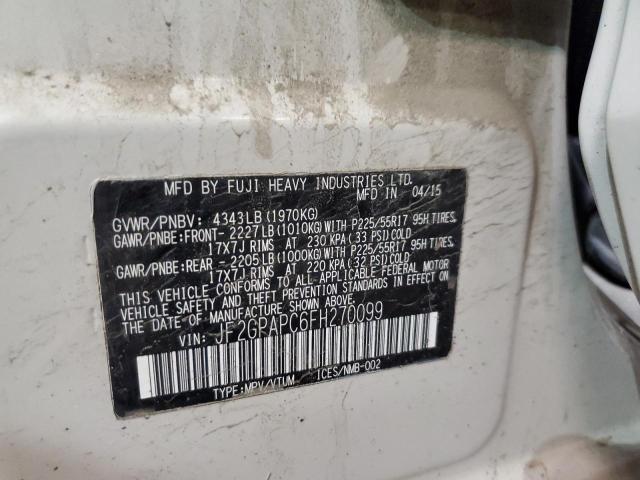 MFD BY FUJI HEAVY INDUSTRIES LTD.
MFD IN 04/15
GVWR/PNBV: 4343LB(1970KG)
GAWR/PNBE:FRONT- 2227LB(1010KG)WITH P225/55R17 95H TIRES,
17X7J RIMS AT 230 KPA(33 PSI)COLD
GAWR/PNBE:REAR - 2205LB(1000KG)WITH P225/55R17 95H TIRES,
17X7J RIMS AT 220 KPA(32 PSI)COLD
THIS VEHICLE CONFORMS TO ALL APPLICABLE FEDERAL MOTOR
VEHICLE SAFETY AND THEFT PREVENTION STANDARDS IN EFFECT ON
THE DATE OF MANUFACTURE SHOWN ABOVE.
VIN: JF2GRAPC6FH270099
TYPE:MPV/VTUM ICES/NMB-002